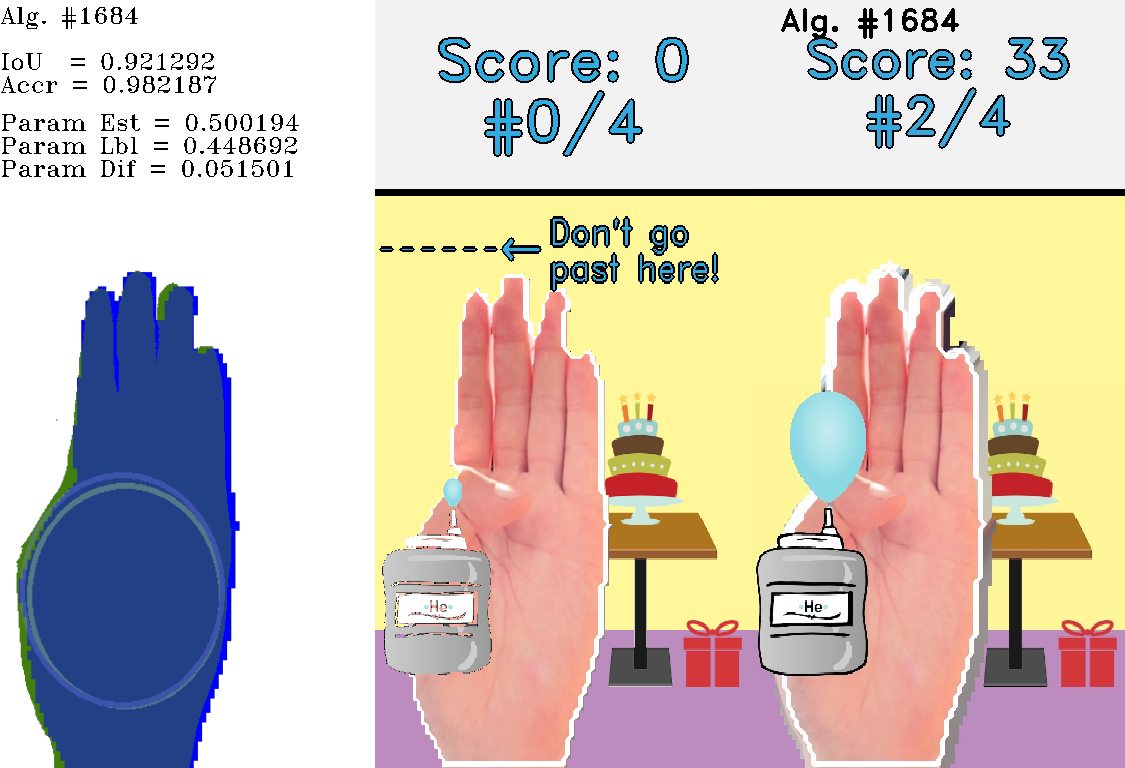 Alg. #1684
IoU = 0.921292
Accr = 0.982187
Param Est = 0.500194
Param Lbl = 0.448692
Param Dif = 0.051501
Score: 0
#0/4
Alg. #1684
Score: 33
#2/4
Don't go
past here!
He
He